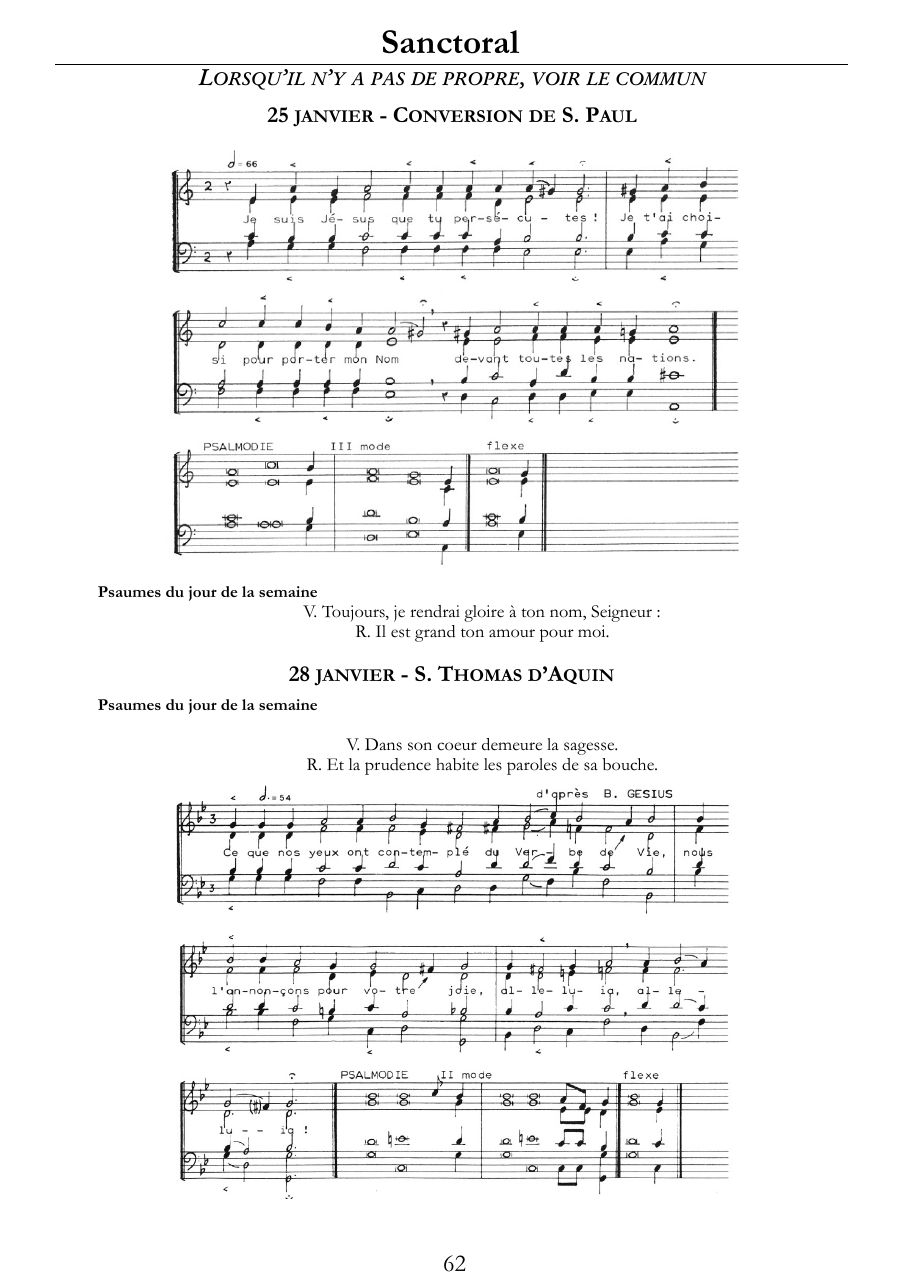 Sanctoral
LORSQU'IL N'Y A PAS DE PROPRE, VOIR LE COMMUN
25 JANVIER - CONVERSION DE S. PAUL
𝅗𝅥 = 66
2
Je suis Jé- sus que tu per-sé- cu - tes ! Je t'ai choi-
2
si pour por-ter mon Nom de-vant tou-tes les na- tions.
PSALMODIE III mode flexe
Psaumes du jour de la semaine
V. Toujours, je rendrai gloire à ton nom, Seigneur :
R. Il est grand ton amour pour moi.
28 JANVIER - S. THOMAS D'AQUIN
Psaumes du jour de la semaine
V. Dans son coeur demeure la sagesse.
R. Et la prudence habite les paroles de sa bouche.
d'après B. GESIUS
𝅗𝅥. = 54
3
Ce que nos yeux ont con-tem- plé du Ver- be de Vie, nous
3
l'an-non-çons pour vo- tre joie, al- le- lu- ia, al- le -
PSALMODIE II mode flexe
lu - - ia !
62